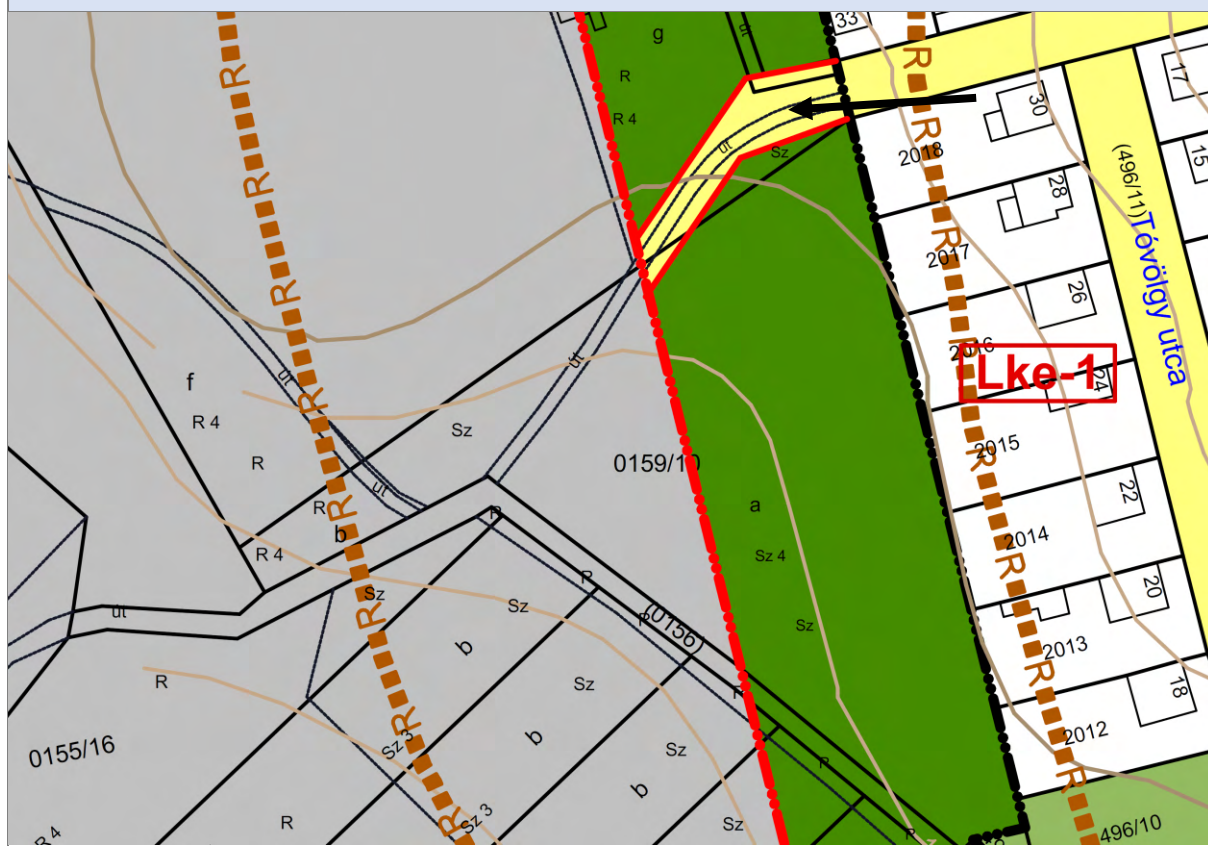 33
út
g
R
17
R 4
30
út
Sz
2018
15
(496/11) Tóvölgy utca
28
2017
26
út
út
2016
Lke-1
24
f
R 4
Sz
2015
R
0159/10
út
22
a
R
P
b
2014
R 4
Sz 4
P
20
Sz
Sz
út
P
(0156)
Sz
b
2013
R
Sz
P
18
b
2012
0155/16
Sz 3
Sz
P
b
R 4
R
Sz 3
Sz
P
496/10
R R R R R R R R
R R R R R R R R